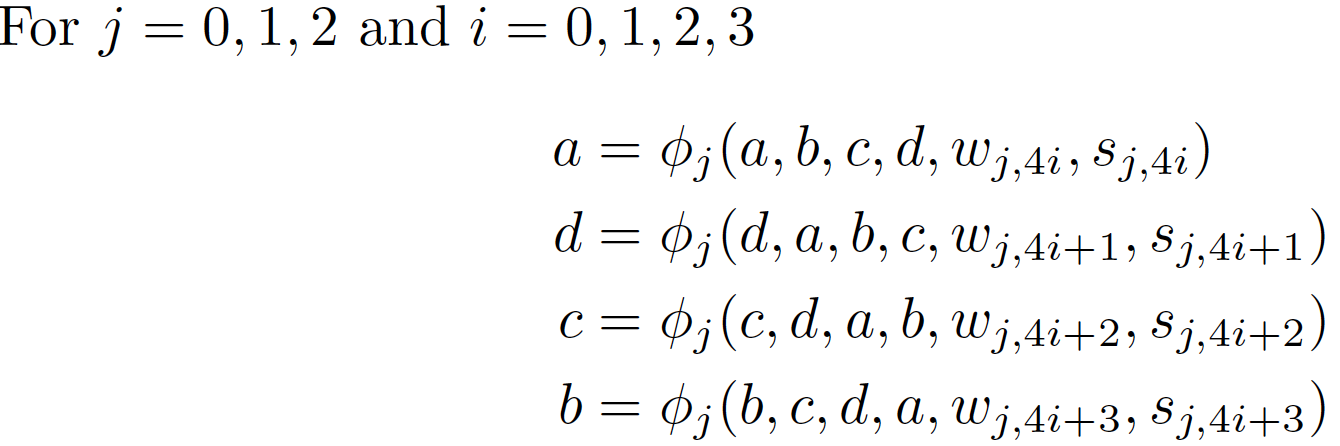 For j = 0, 1, 2 and i = 0, 1, 2, 3
a = ϕ_j(a, b, c, d, w_{j,4i}, s_{j,4i})
d = ϕ_j(d, a, b, c, w_{j,4i+1}, s_{j,4i+1})
c = ϕ_j(c, d, a, b, w_{j,4i+2}, s_{j,4i+2})
b = ϕ_j(b, c, d, a, w_{j,4i+3}, s_{j,4i+3})